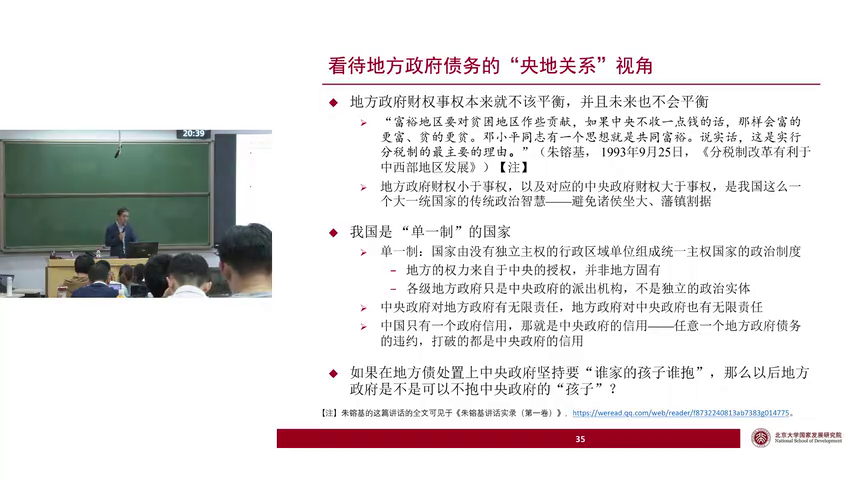 20:39
看待地方政府债务的“央地关系”视角
地方政府财权事权本来就不该平衡，并且未来也不会平衡
“富裕地区要对贫困地区作些贡献，如果中央不收一点钱的话，那样会富的
更富、贫的更贫。邓小平同志有一个思想就是共同富裕。说实话，这是实行
分税制的最主要的理由。”（朱镕基， 1993年9月25日，《分税制改革有利于
中西部地区发展》）【注】
地方政府财权小于事权，以及对应的中央政府财权大于事权，是我国这么一
个大一统国家的传统政治智慧——避免诸侯坐大、藩镇割据
我国是 “单一制”的国家
单一制：国家由没有独立主权的行政区域单位组成统一主权国家的政治制度
地方的权力来自于中央的授权，并非地方固有
各级地方政府只是中央政府的派出机构，不是独立的政治实体
中央政府对地方政府有无限责任，地方政府对中央政府也有无限责任
中国只有一个政府信用，那就是中央政府的信用——任意一个地方政府债务
的违约，打破的都是中央政府的信用
如果在地方债处置上中央政府坚持要“谁家的孩子谁抱”，那么以后地方
政府是不是可以不抱中央政府的“孩子”？
【注】朱镕基的这篇讲话的全文可见于《朱镕基讲话实录（第一卷）》，https://weread.qq.com/web/reader/f8732240813ab7383g014775。
35
北京大学国家发展研究院
National School of Development